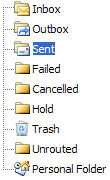 Inbox
Outbox
Sent
Failed
Cancelled
Hold
Trash
Unrouted
Personal Folder